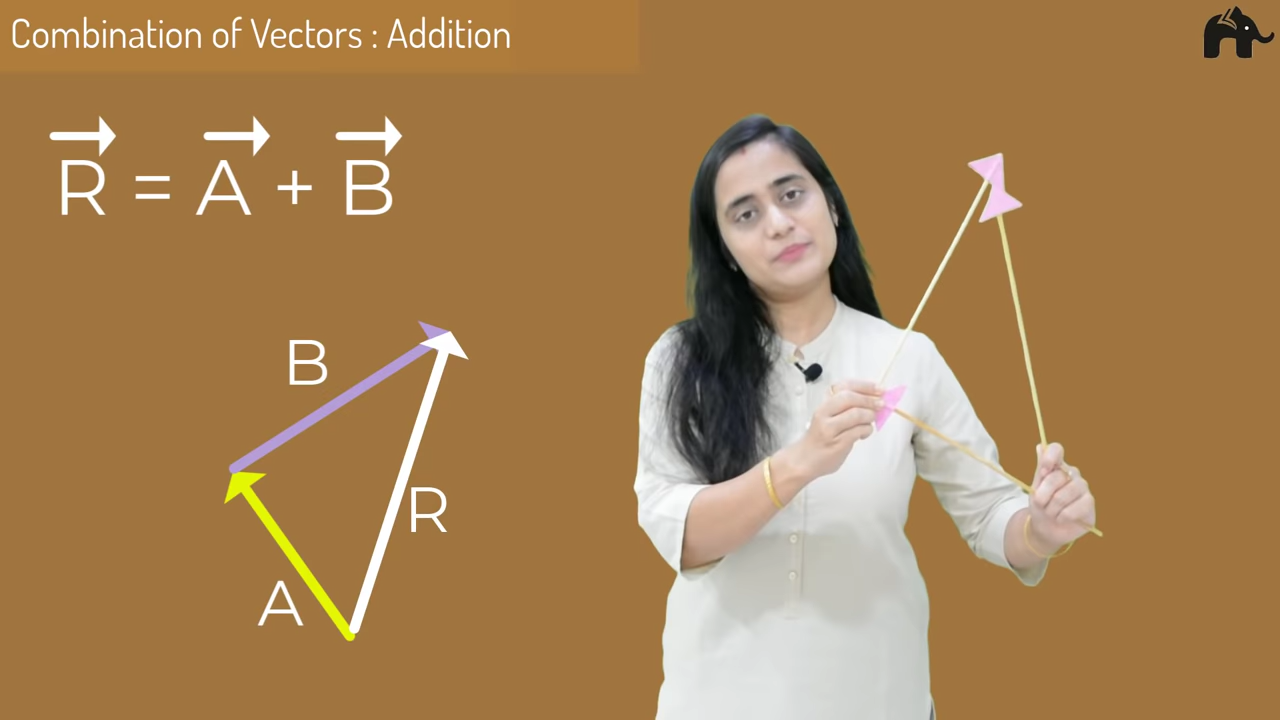 Combination of Vectors : Addition
R = A + B
B
R
A